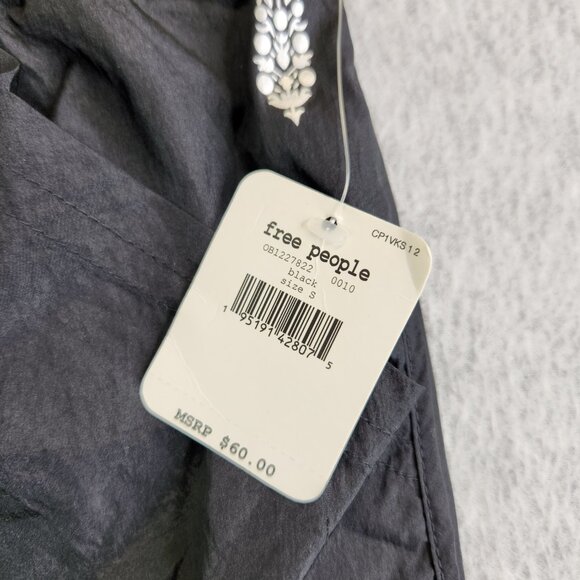 CP1VKS12
free people
OB1227822 0010
black
size S
1 95191 42807 5
MSRP $60.00